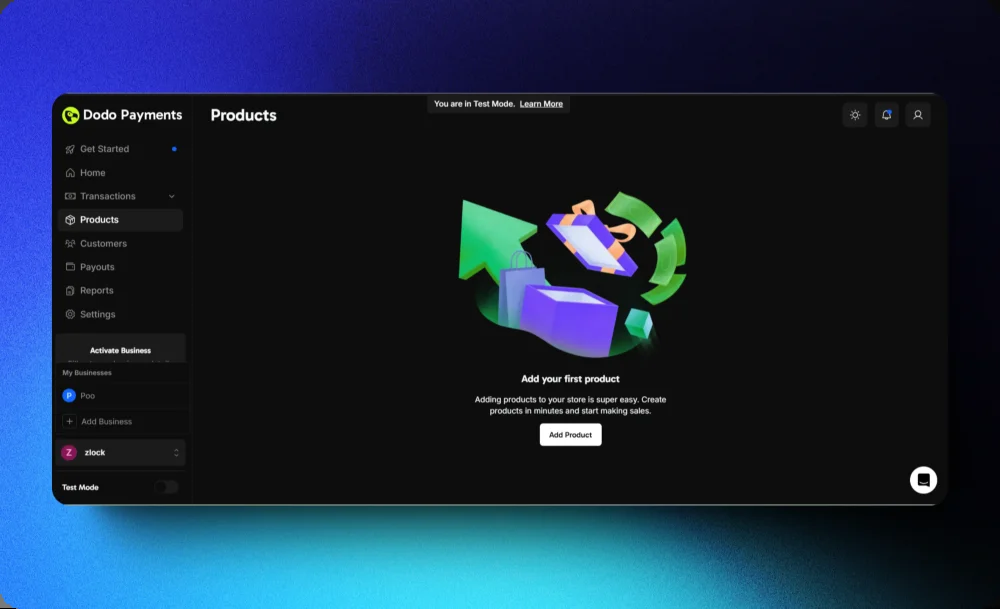 You are in Test Mode. Learn More
Dodo Payments
Products
Get Started
Home
Transactions
Products
Customers
Payouts
Reports
Settings
Activate Business
My Businesses
P Poo
+ Add Business
Z zlock
Test Mode
Add your first product
Adding products to your store is super easy. Create
products in minutes and start making sales.
Add Product